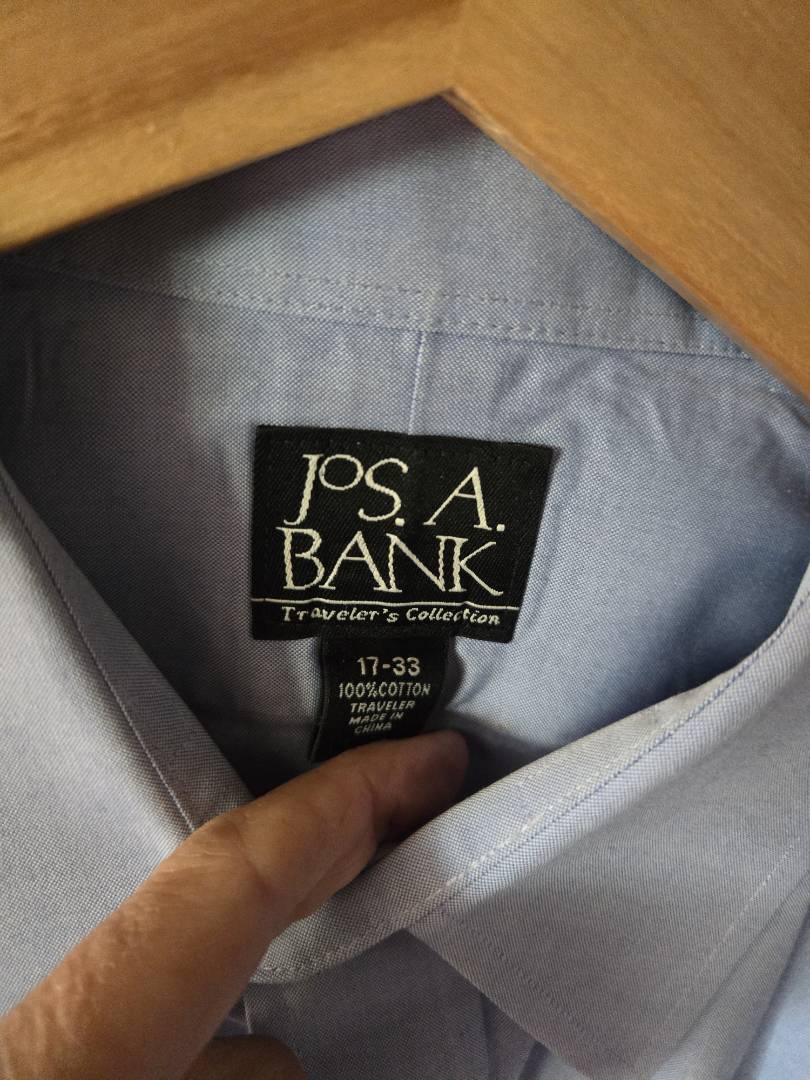 JoS. A.
BANK
Traveler's Collection
17-33
100%COTTON
TRAVELER
MADE IN
CHINA